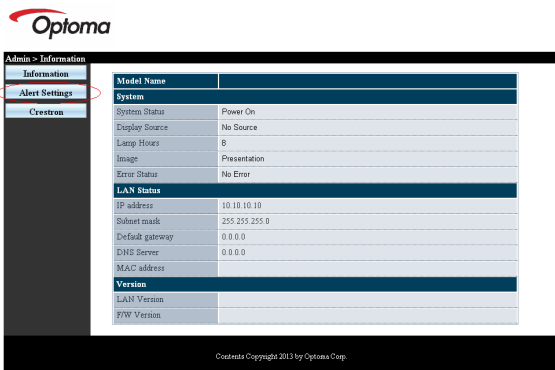 Optoma
Admin > Information
Information
Alert Settings
Crestron
Model Name
System
System Status Power On
Display Source No Source
Lamp Hours 8
Image Presentation
Error Status No Error
LAN Status
IP address 10.10.10.10
Subnet mask 255.255.255.0
Default gateway 0.0.0.0
DNS Server 0.0.0.0
MAC address
Version
LAN Version
F/W Version
Contents Copyright 2013 by Optoma Corp.